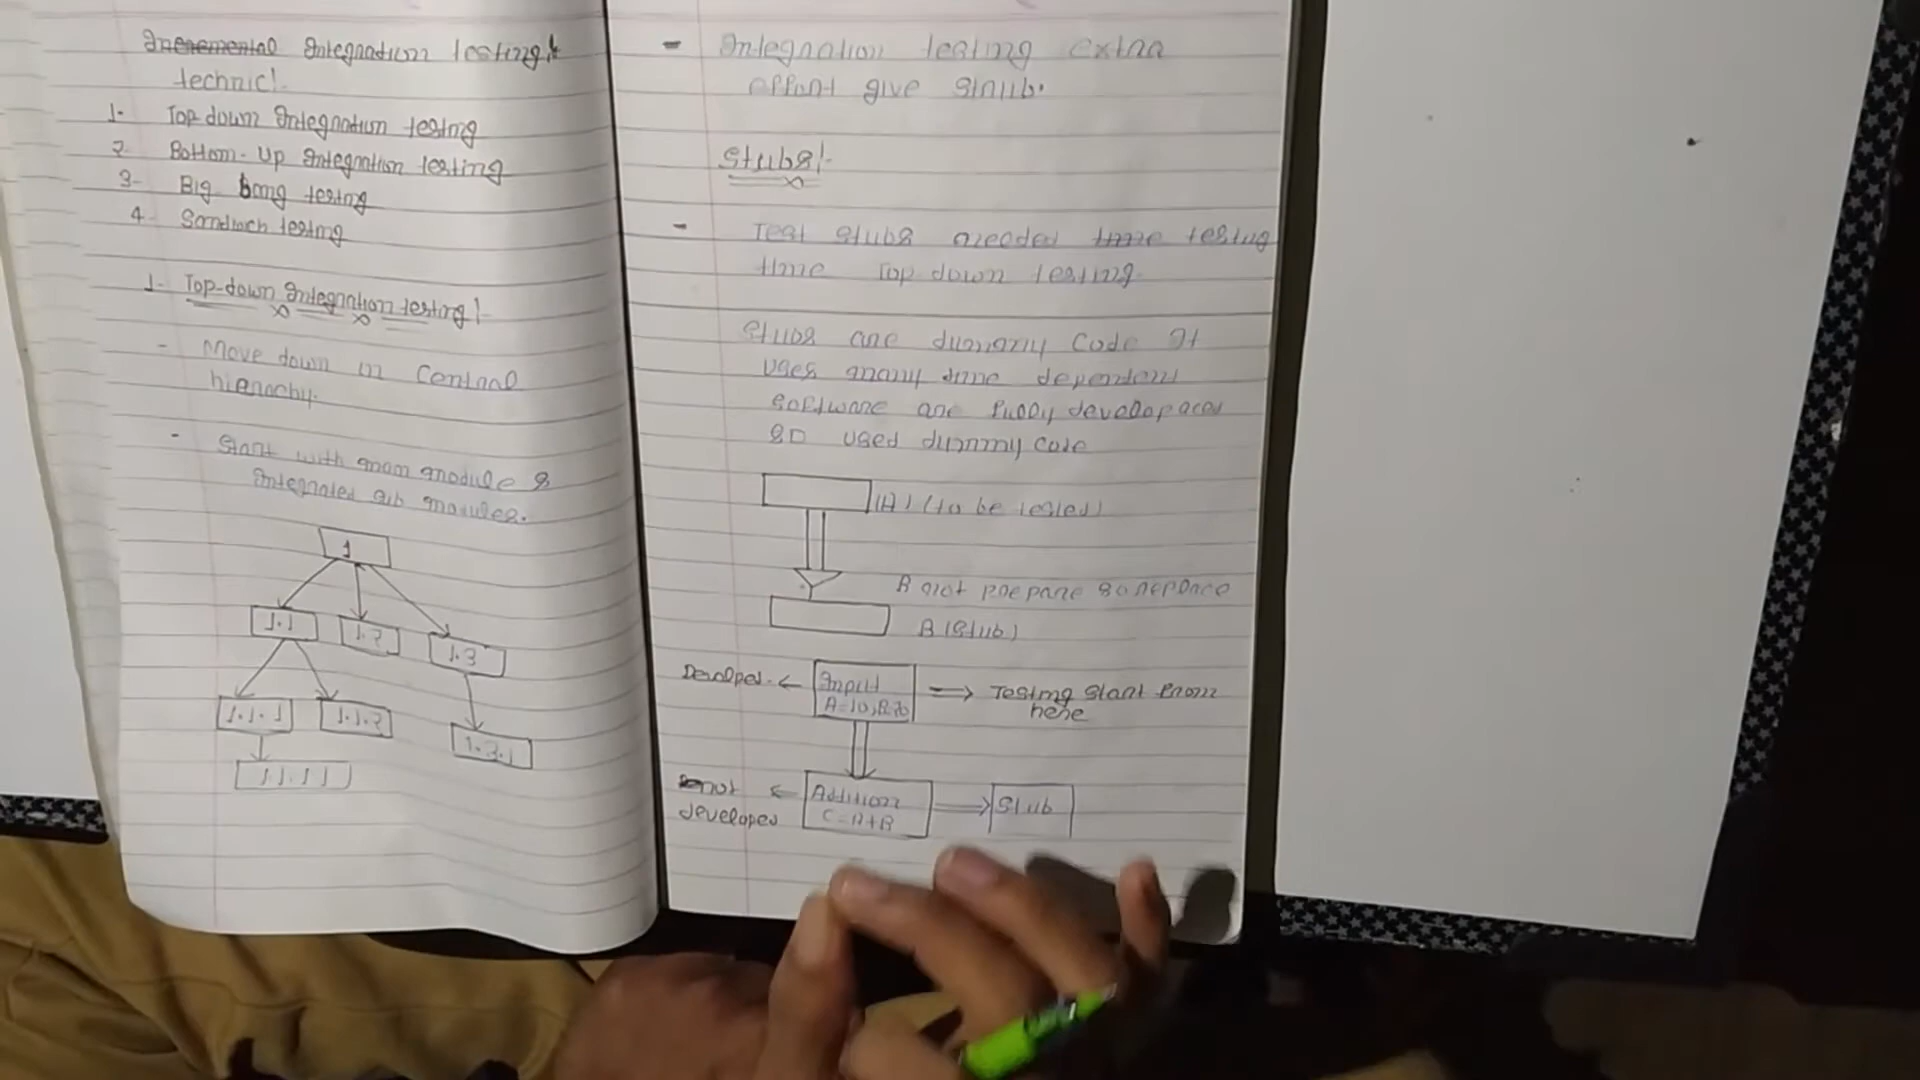 Integration testing
technic!-
1- Top down Integration testing
2 Bottom-Up Integration testing
3- Big bang testing
4- Sandwich testing
1- Top-down Integration testing!-
- Move down in Control
hierachy.
- Start with main module &
Integrated sub modules.
1
1.1 1.2 1.3
1.1.1 1.1.2 1.3.1
1.1.1.1
- Integration testing extra
effort give stub.
Stubs!-
- Test stubs needed time testing
time Top down testing
Stubs are dummy code It
uses many time dependent
software are
so used dummy code
(A) (to be tested)
B not prepare so
B (Stub)
Developed ← Input ⇒ Testing start from
A=10, B=20 here
not ← Addition ⇒ Stub
developed C=A+B